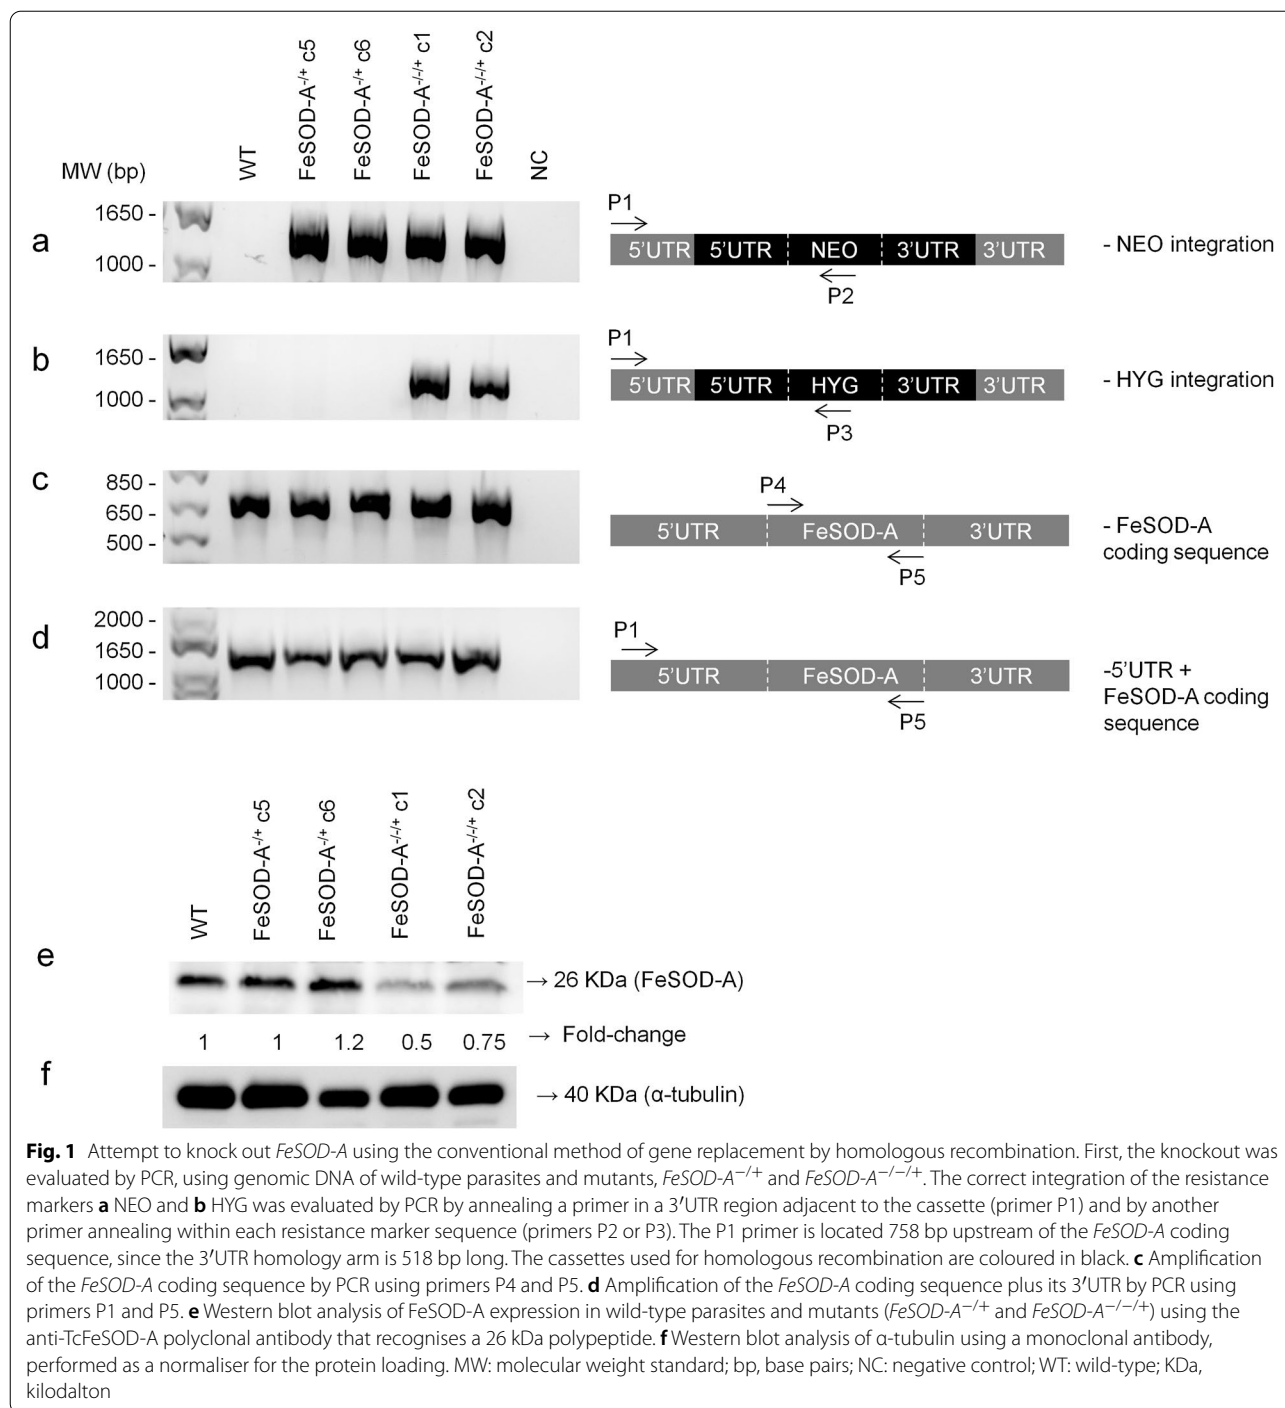 FeSOD-A-/+ c5
FeSOD-A-/+ c6
FeSOD-A-/-/+ c1
FeSOD-A-/-/+ c2
WT
NC
MW (bp)
a
1650 -
1000 -
P1
5'UTR 5'UTR NEO 3'UTR 3'UTR
P2
- NEO integration
b
1650 -
1000 -
P1
5'UTR 5'UTR HYG 3'UTR 3'UTR
P3
- HYG integration
c
850 -
650 -
500 -
P4
5'UTR FeSOD-A 3'UTR
P5
- FeSOD-A
coding sequence
d
2000 -
1650 -
1000 -
P1
5'UTR FeSOD-A 3'UTR
P5
-5'UTR +
FeSOD-A coding
sequence
WT
FeSOD-A-/+ c5
FeSOD-A-/+ c6
FeSOD-A-/-/+ c1
FeSOD-A-/-/+ c2
e
→ 26 KDa (FeSOD-A)
1 1 1.2 0.5 0.75 → Fold-change
f
→ 40 KDa (α-tubulin)
Fig. 1 Attempt to knock out FeSOD-A using the conventional method of gene replacement by homologous recombination. First, the knockout was
evaluated by PCR, using genomic DNA of wild-type parasites and mutants, FeSOD-A−/+ and FeSOD-A−/−/+. The correct integration of the resistance
markers a NEO and b HYG was evaluated by PCR by annealing a primer in a 3′UTR region adjacent to the cassette (primer P1) and by another
primer annealing within each resistance marker sequence (primers P2 or P3). The P1 primer is located 758 bp upstream of the FeSOD-A coding
sequence, since the 3′UTR homology arm is 518 bp long. The cassettes used for homologous recombination are coloured in black. c Amplification
of the FeSOD-A coding sequence by PCR using primers P4 and P5. d Amplification of the FeSOD-A coding sequence plus its 3′UTR by PCR using
primers P1 and P5. e Western blot analysis of FeSOD-A expression in wild-type parasites and mutants (FeSOD-A−/+ and FeSOD-A−/−/+) using the
anti-TcFeSOD-A polyclonal antibody that recognises a 26 kDa polypeptide. f Western blot analysis of α-tubulin using a monoclonal antibody,
performed as a normaliser for the protein loading. MW: molecular weight standard; bp, base pairs; NC: negative control; WT: wild-type; KDa,
kilodalton